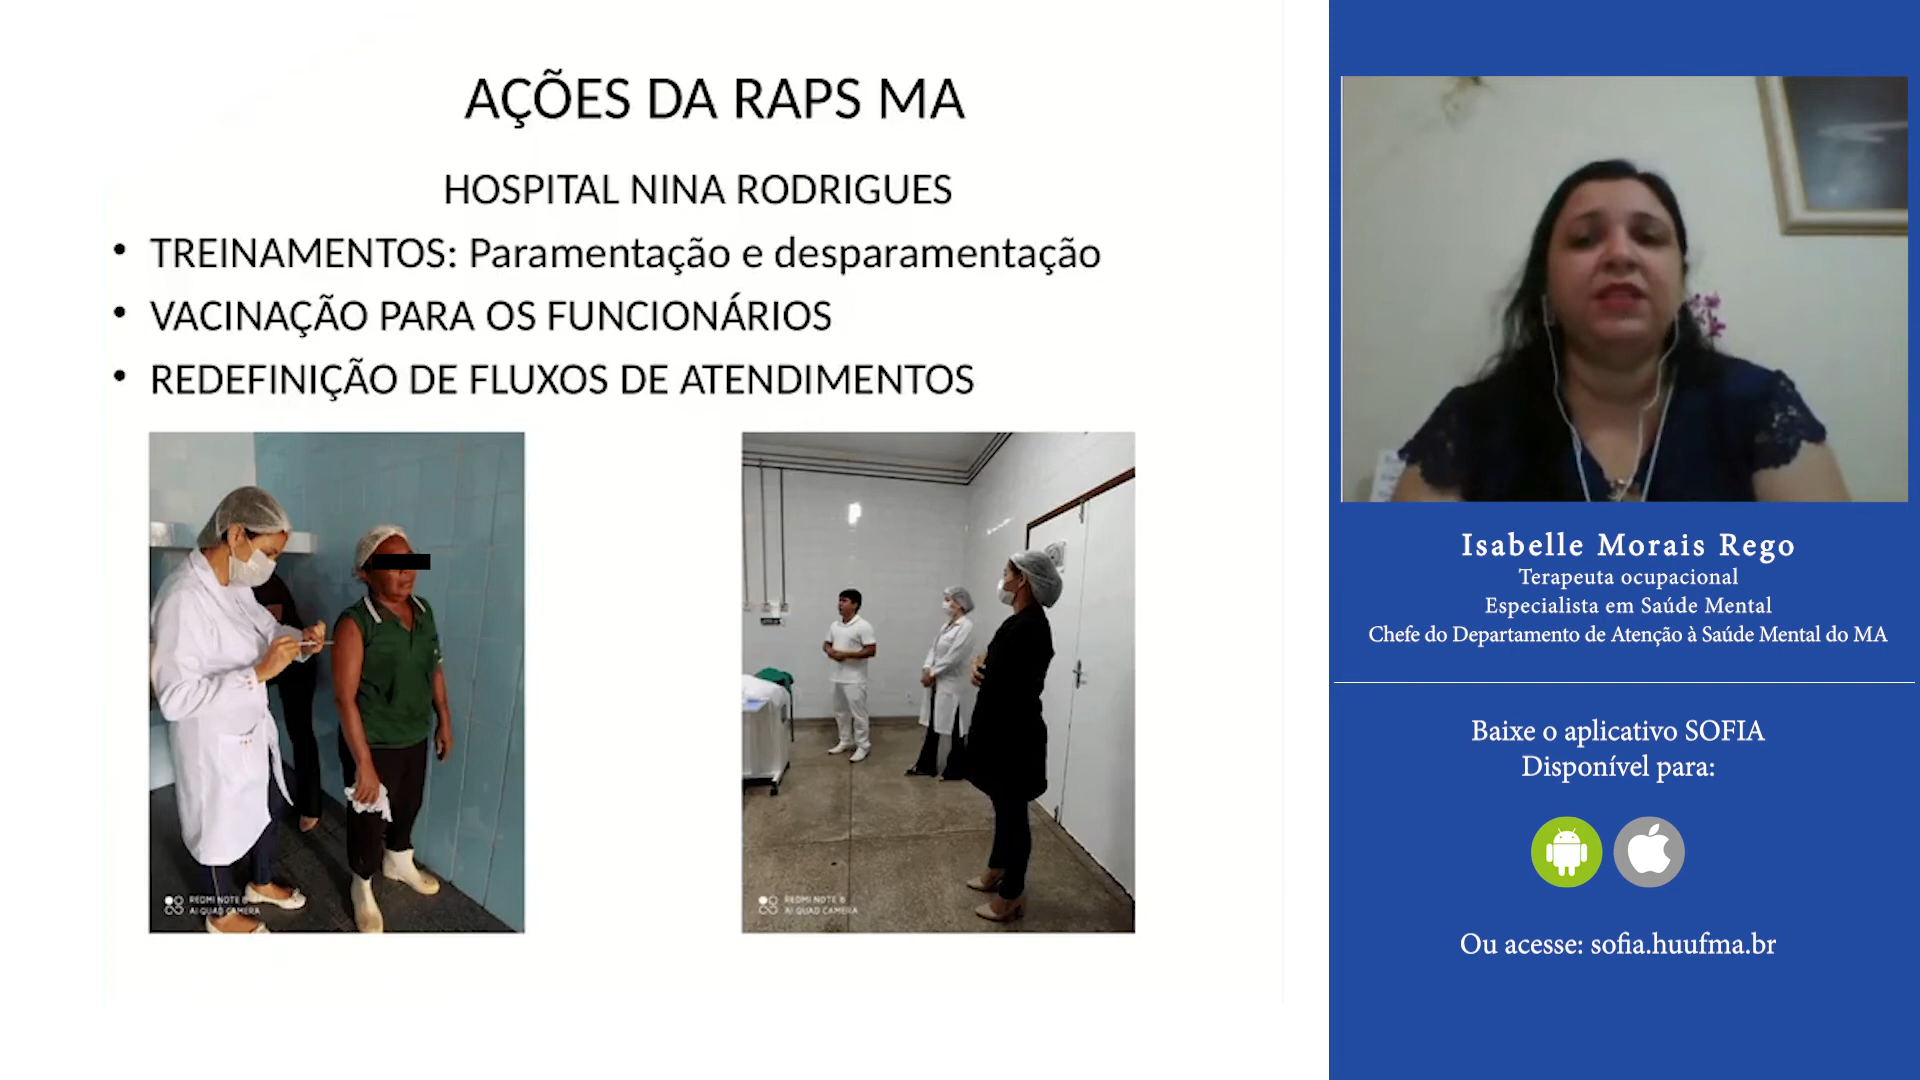 AÇÕES DA RAPS MA
HOSPITAL NINA RODRIGUES
• TREINAMENTOS: Paramentação e desparamentação
• VACINAÇÃO PARA OS FUNCIONÁRIOS
• REDEFINIÇÃO DE FLUXOS DE ATENDIMENTOS
REDMI NOTE 8
AI QUAD CAMERA
REDMI NOTE 8
AI QUAD CAMERA
Isabelle Morais Rego
Terapeuta ocupacional
Especialista em Saúde Mental
Chefe do Departamento de Atenção à Saúde Mental do MA
Baixe o aplicativo SOFIA
Disponível para:
Ou acesse: sofia.huufma.br